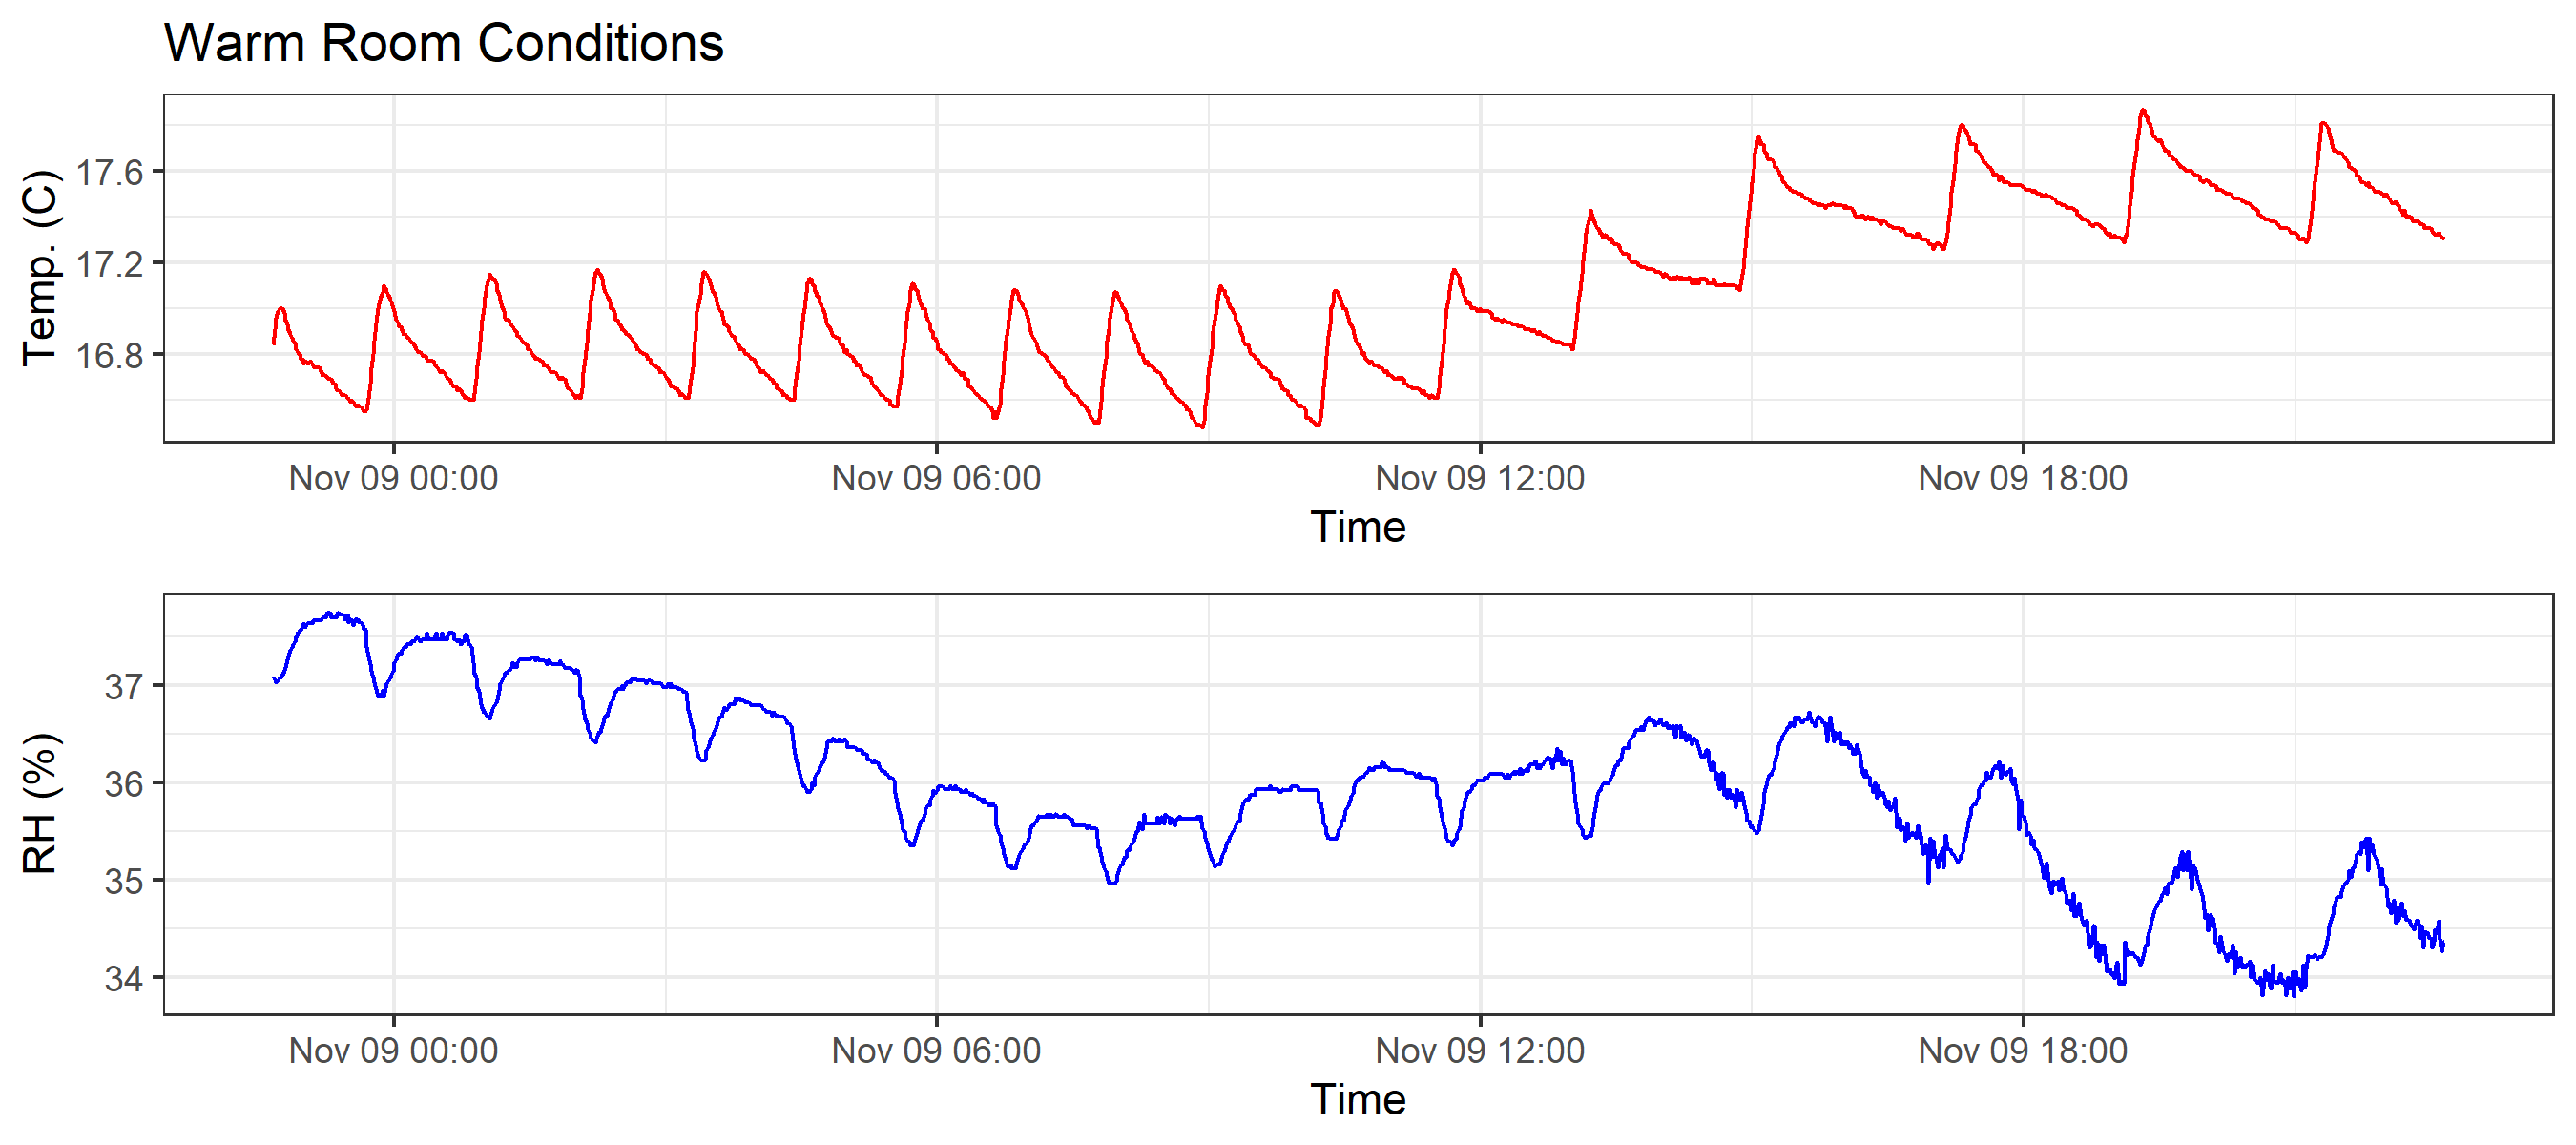 Warm Room Conditions
Temp. (C)
17.6
17.2
16.8
Nov 09 00:00 Nov 09 06:00 Nov 09 12:00 Nov 09 18:00
Time
RH (%)
37
36
35
34
Nov 09 00:00 Nov 09 06:00 Nov 09 12:00 Nov 09 18:00
Time